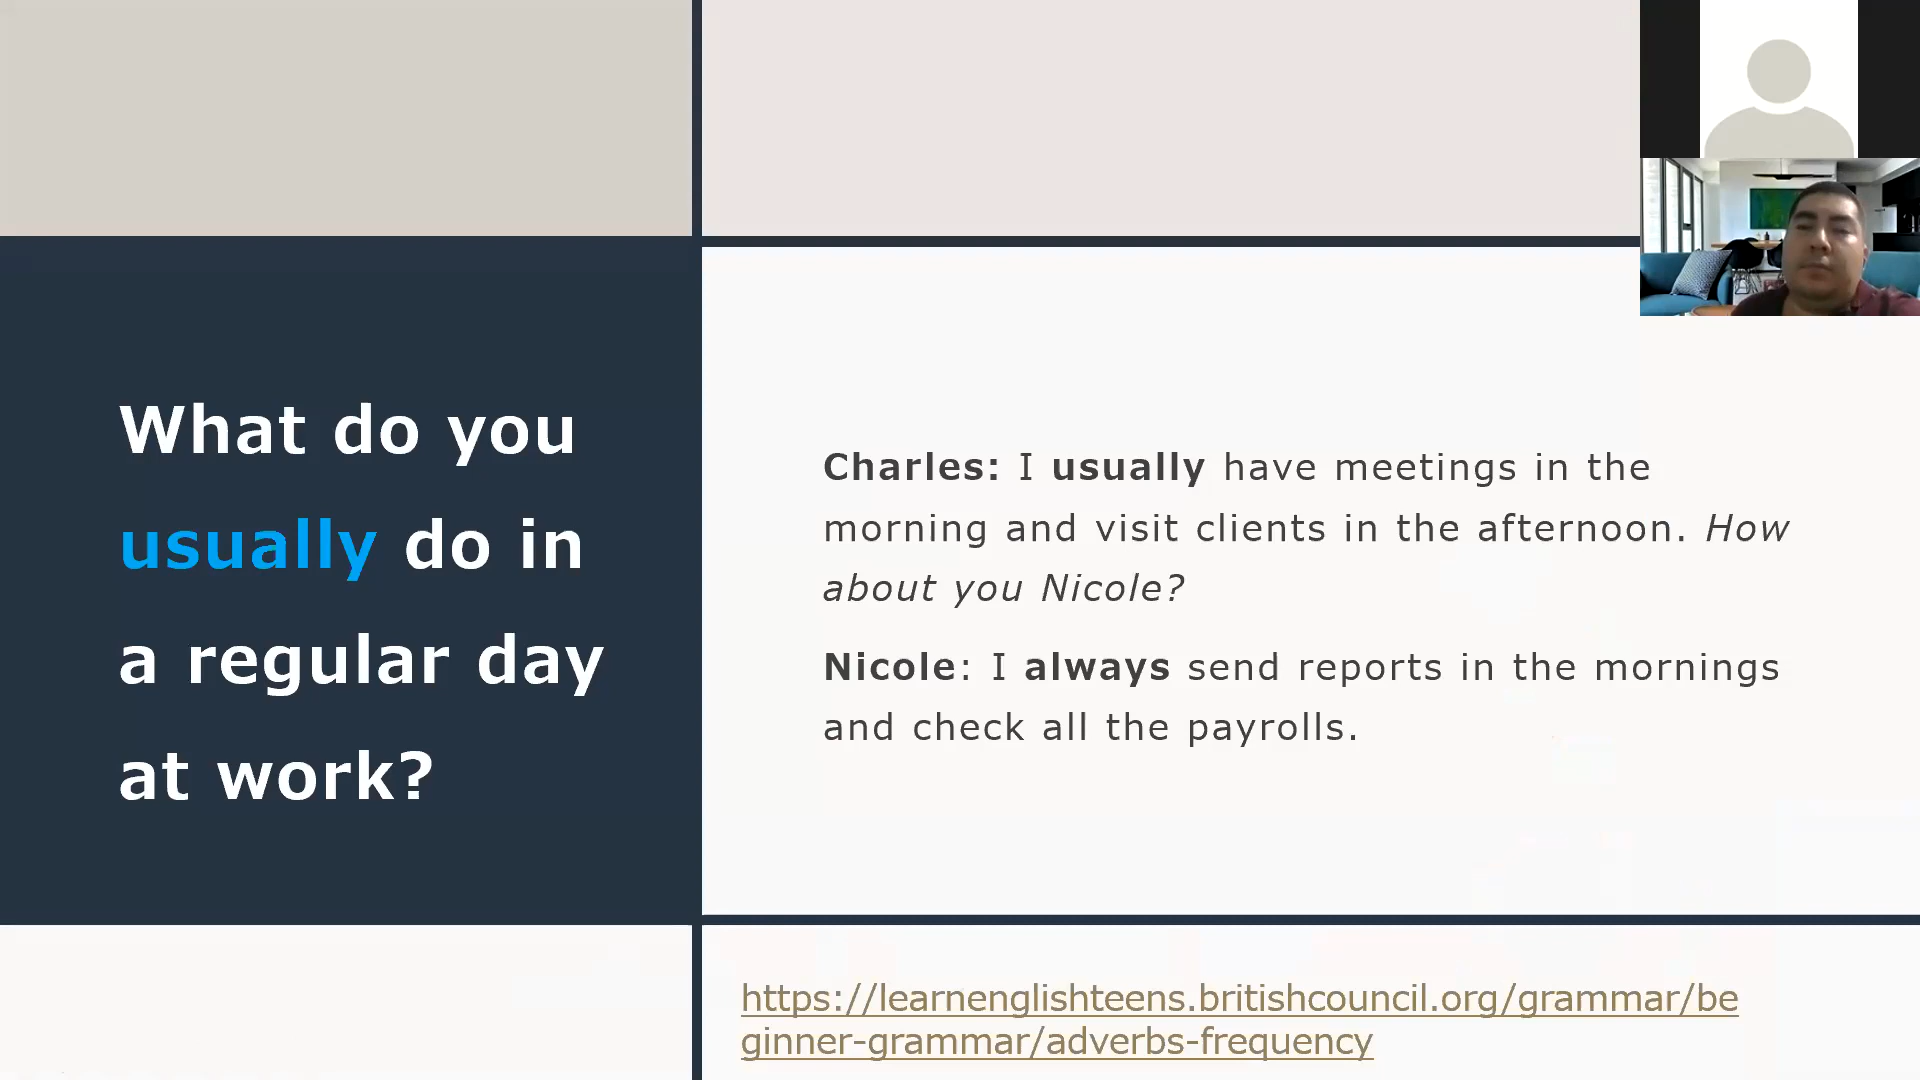 What do you
usually do in
a regular day
at work?
Charles: I usually have meetings in the
morning and visit clients in the afternoon. How
about you Nicole?
Nicole: I always send reports in the mornings
and check all the payrolls.
https://learnenglishteens.britishcouncil.org/grammar/be
ginner-grammar/adverbs-frequency